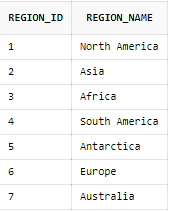 REGION_ID REGION_NAME
1 North America
2 Asia
3 Africa
4 South America
5 Antarctica
6 Europe
7 Australia